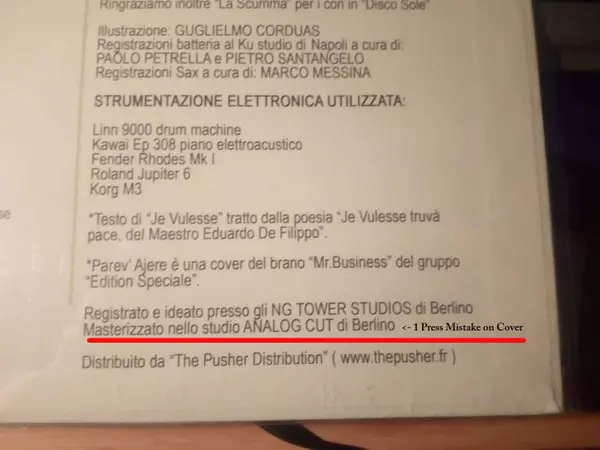 Ringraziamo inoltre "La Scumma" per i cori in "Disco Sole"
Illustrazione: GUGLIELMO CORDUAS
Registrazioni batteria al Ku studio di Napoli a cura di:
PAOLO PETRELLA e PIETRO SANTANGELO
Registrazioni Sax a cura di: MARCO MESSINA
STRUMENTAZIONE ELETTRONICA UTILIZZATA:
Linn 9000 drum machine
Kawai Ep 308 piano elettroacustico
Fender Rhodes Mk I
Roland Jupiter 6
Korg M3
*Testo di "Je Vulesse" tratto dalla poesia "Je Vulesse truvà
pace, del Maestro Eduardo De Filippo".
*Parev' Ajere è una cover del brano "Mr.Business" del gruppo
"Edition Speciale".
Registrato e ideato presso gli NG TOWER STUDIOS di Berlino
Masterizzato nello studio ANALOG CUT di Berlino <- 1 Press Mistake on Cover
Distribuito da "The Pusher Distribution" ( www.thepusher.fr )